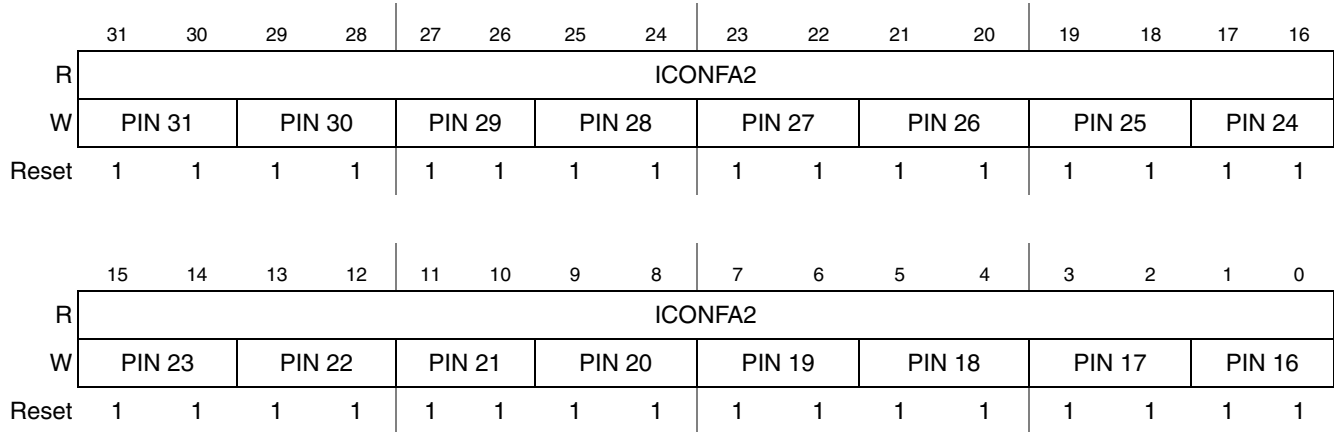 31 30 29 28 27 26 25 24 23 22 21 20 19 18 17 16
R ICONFA2
W PIN 31 PIN 30 PIN 29 PIN 28 PIN 27 PIN 26 PIN 25 PIN 24
Reset 1 1 1 1 1 1 1 1 1 1 1 1 1 1 1 1
15 14 13 12 11 10 9 8 7 6 5 4 3 2 1 0
R ICONFA2
W PIN 23 PIN 22 PIN 21 PIN 20 PIN 19 PIN 18 PIN 17 PIN 16
Reset 1 1 1 1 1 1 1 1 1 1 1 1 1 1 1 1